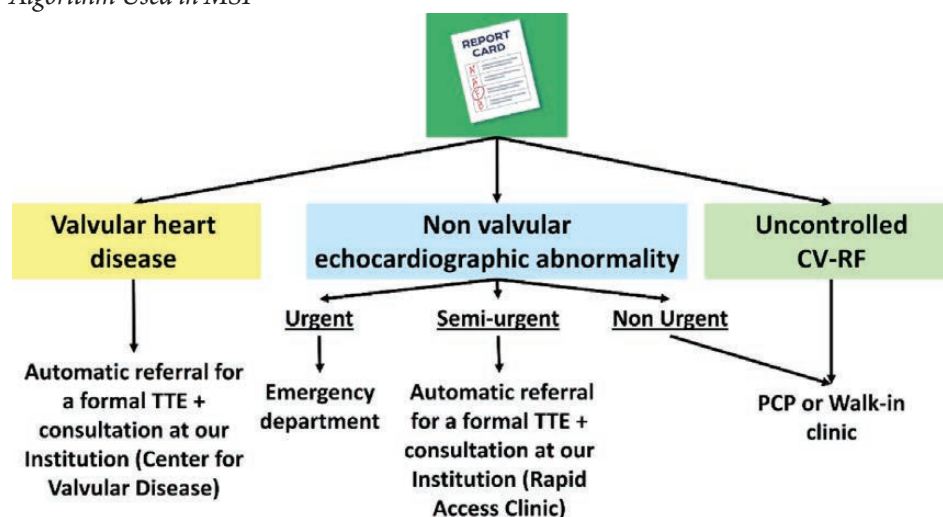 Algorithm Used in MSP
REPORT
CARD
Valvular heart
disease
Non valvular
echocardiographic abnormality
Uncontrolled
CV-RF
Urgent
Semi-urgent
Non Urgent
Automatic referral for
a formal TTE +
consultation at our
Institution (Center for
Valvular Disease)
Emergency
department
Automatic referral
for a formal TTE +
consultation at our
Institution (Rapid
Access Clinic)
PCP or Walk-in
clinic